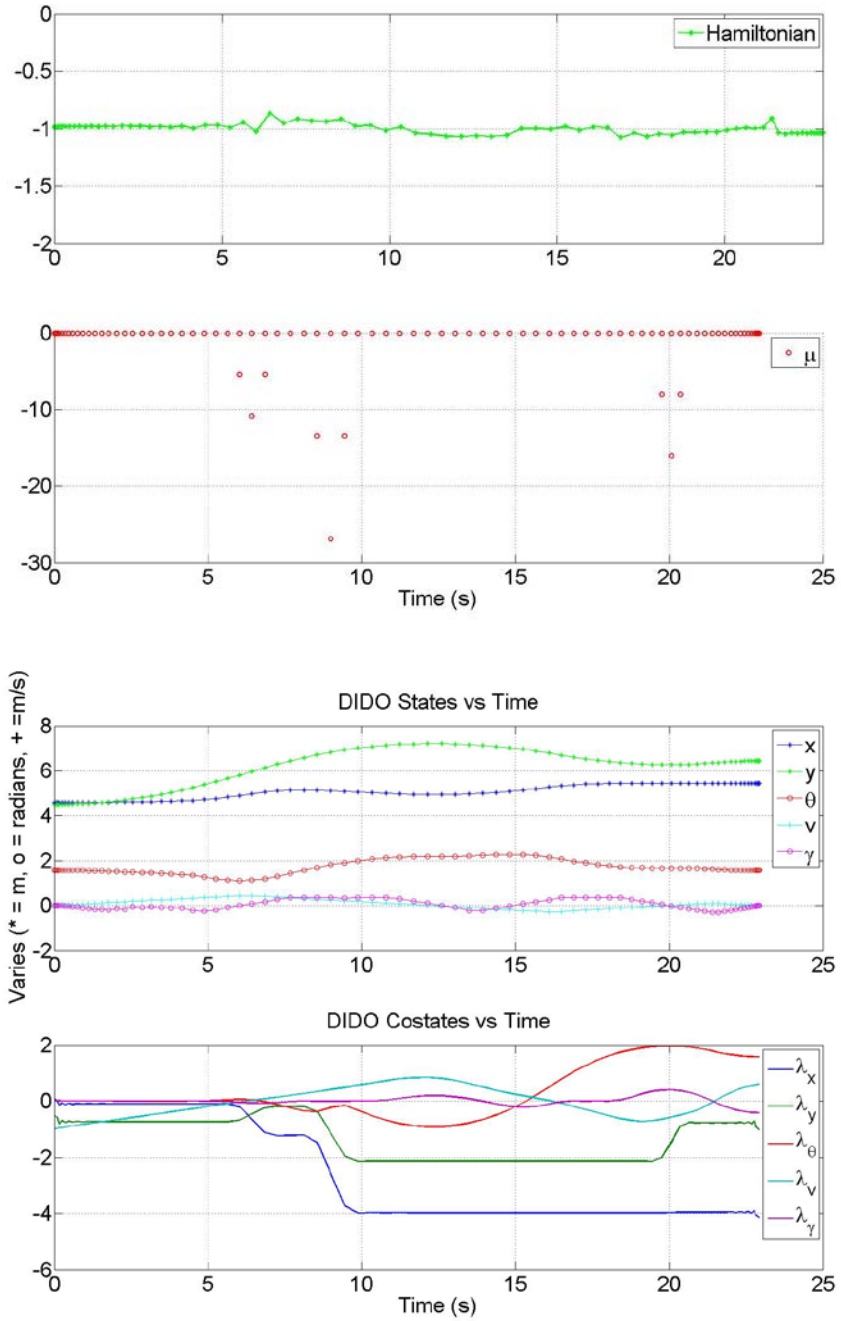 0
Hamiltonian
-0.5
-1
-1.5
-2
0 5 10 15 20
0
μ
-10
-20
-30
0 5 10 15 20 25
Time (s)
DIDO States vs Time
8
6
4
2
0
-2
x
y
θ
v
γ
0 5 10 15 20 25
Varies (* = m, o = radians, + =m/s)
DIDO Costates vs Time
2
0
-2
-4
-6
λx
λy
λθ
λv
λγ
0 5 10 15 20 25
Time (s)